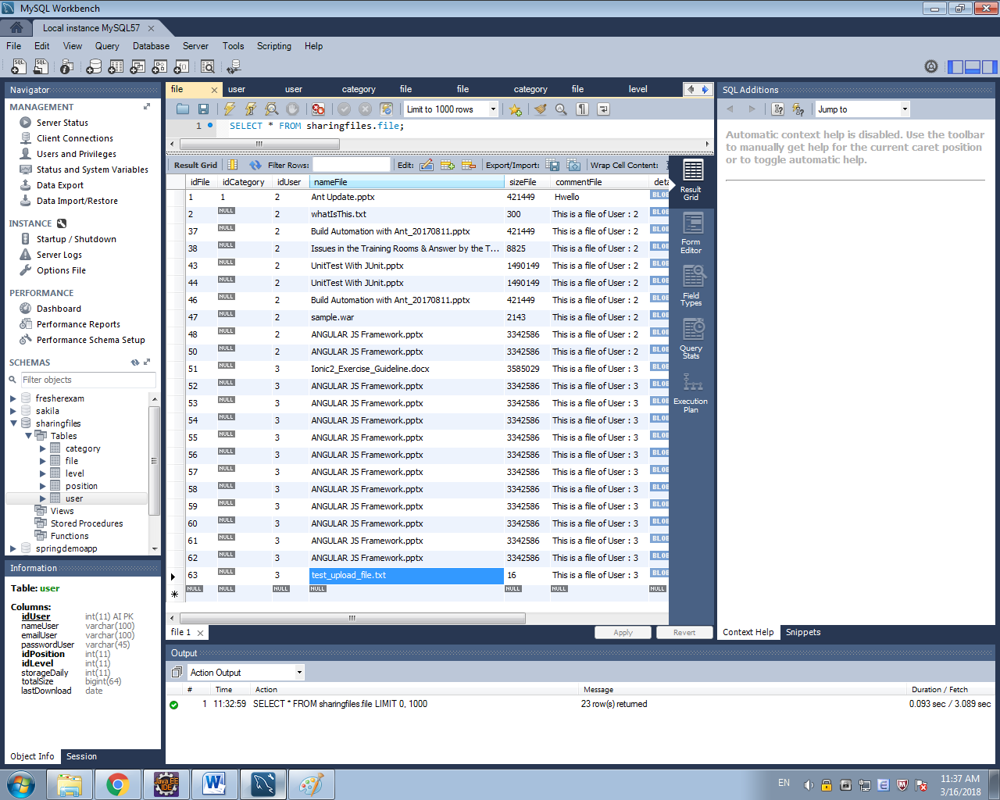 MySQL Workbench
Local instance MySQL57
File Edit View Query Database Server Tools Scripting Help
Navigator
MANAGEMENT
Server Status
Client Connections
Users and Privileges
Status and System Variables
Data Export
Data Import/Restore
INSTANCE
Startup / Shutdown
Server Logs
Options File
PERFORMANCE
Dashboard
Performance Reports
Performance Schema Setup
SCHEMAS
Filter objects
fresherexam
sakila
sharingfiles
Tables
category
file
level
position
user
Views
Stored Procedures
Functions
springdemoapp
Information
Table: user
Columns:
idUser int(11) AI PK
nameUser varchar(100)
emailUser varchar(100)
passwordUser varchar(45)
idPosition int(11)
idLevel int(11)
storageDaily int(11)
totalSize bigint(64)
lastDownload date
Object Info Session
file user user category file file category file level
Limit to 1000 rows
1 SELECT * FROM sharingfiles.file;
Result Grid Filter Rows: Edit: Export/Import: Wrap Cell Content:
idFile idCategory idUser nameFile sizeFile commentFile deta
1 1 2 Ant Update.pptx 421449 Hwello BLOB
2 NULL 2 whatIsThis.txt 300 This is a file of User : 2 BLOB
37 NULL 2 Build Automation with Ant_20170811.pptx 421449 This is a file of User : 2 BLOB
38 NULL 2 Issues in the Training Rooms & Answer by the T... 8825 This is a file of User : 2 BLOB
43 NULL 2 UnitTest With JUnit.pptx 1490149 This is a file of User : 2 BLOB
44 NULL 2 UnitTest With JUnit.pptx 1490149 This is a file of User : 2 BLOB
46 NULL 2 Build Automation with Ant_20170811.pptx 421449 This is a file of User : 2 BLOB
47 NULL 2 sample.war 2143 This is a file of User : 2 BLOB
48 NULL 2 ANGULAR JS Framework.pptx 3342586 This is a file of User : 2 BLOB
50 NULL 2 ANGULAR JS Framework.pptx 3342586 This is a file of User : 2 BLOB
51 NULL 3 Ionic2_Exercise_Guideline.docx 3585029 This is a file of User : 3 BLOB
52 NULL 3 ANGULAR JS Framework.pptx 3342586 This is a file of User : 3 BLOB
53 NULL 3 ANGULAR JS Framework.pptx 3342586 This is a file of User : 3 BLOB
54 NULL 3 ANGULAR JS Framework.pptx 3342586 This is a file of User : 3 BLOB
55 NULL 3 ANGULAR JS Framework.pptx 3342586 This is a file of User : 3 BLOB
56 NULL 3 ANGULAR JS Framework.pptx 3342586 This is a file of User : 3 BLOB
57 NULL 3 ANGULAR JS Framework.pptx 3342586 This is a file of User : 3 BLOB
58 NULL 3 ANGULAR JS Framework.pptx 3342586 This is a file of User : 3 BLOB
59 NULL 3 ANGULAR JS Framework.pptx 3342586 This is a file of User : 3 BLOB
60 NULL 3 ANGULAR JS Framework.pptx 3342586 This is a file of User : 3 BLOB
61 NULL 3 ANGULAR JS Framework.pptx 3342586 This is a file of User : 3 BLOB
62 NULL 3 ANGULAR JS Framework.pptx 3342586 This is a file of User : 3 BLOB
63 NULL 3 test_upload_file.txt 16 This is a file of User : 3 BLOB
NULL NULL NULL NULL NULL NULL NULL
Result
Grid
Form
Editor
Field
Types
Query
Stats
Execution
Plan
file 1 Apply Revert
SQL Additions
Jump to
Automatic context help is disabled. Use the toolbar
to manually get help for the current caret position
or to toggle automatic help.
Context Help Snippets
Output
Action Output
# Time Action Message Duration / Fetch
1 11:32:59 SELECT * FROM sharingfiles.file LIMIT 0, 1000 23 row(s) returned 0.093 sec / 3.089 sec
Java EE
IDE
EN
11:37 AM
3/16/2018